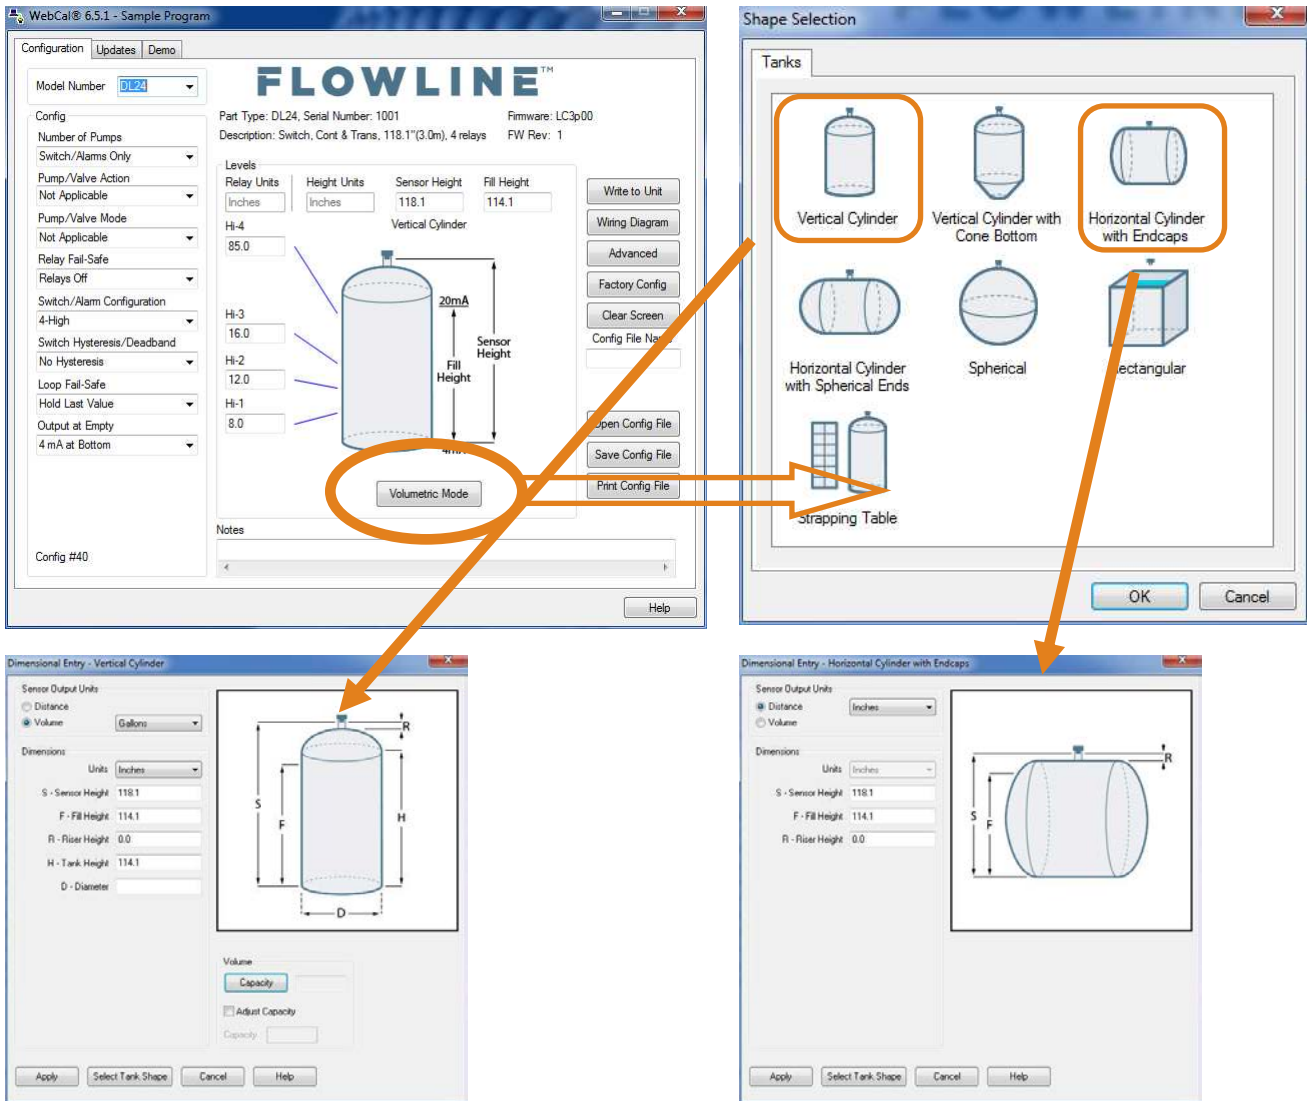 WebCal® 6.5.1 - Sample Program
Configuration Updates Demo
Model Number DL24
FLOWLINE™
Part Type: DL24, Serial Number: 1001 Firmware: LC3p00
Description: Switch, Cont & Trans, 118.1"(3.0m), 4 relays FW Rev: 1
Config
Number of Pumps
Switch/Alarms Only
Pump/Valve Action
Not Applicable
Pump/Valve Mode
Not Applicable
Relay Fail-Safe
Relays Off
Switch/Alarm Configuration
4-High
Switch Hysteresis/Deadband
No Hysteresis
Loop Fail-Safe
Hold Last Value
Output at Empty
4 mA at Bottom
Config #40
Levels
Relay Units Height Units Sensor Height Fill Height
Inches Inches 118.1 114.1
Hi-4 Vertical Cylinder
85.0
Hi-3
16.0
Hi-2
12.0
Hi-1
8.0
20mA
Sensor
Height
Fill
Height
4mA
Volumetric Mode
Write to Unit
Wiring Diagram
Advanced
Factory Config
Clear Screen
Config File Name
Open Config File
Save Config File
Print Config File
Notes
Help
Shape Selection
Tanks
Vertical Cylinder
Vertical Cylinder with
Cone Bottom
Horizontal Cylinder
with Endcaps
Horizontal Cylinder
with Spherical Ends
Spherical
Rectangular
Strapping Table
OK Cancel
Dimensional Entry - Vertical Cylinder
Sensor Output Units
Distance
Volume Gallons
Dimensions
Units Inches
S - Sensor Height 118.1
F - Fill Height 114.1
R - Riser Height 0.0
H - Tank Height 114.1
D - Diameter
R
S
F
H
D
Volume
Capacity
Adjust Capacity
Capacity
Apply Select Tank Shape Cancel Help
Dimensional Entry - Horizontal Cylinder with Endcaps
Sensor Output Units
Distance Inches
Volume
Dimensions
Units Inches
S - Sensor Height 118.1
F - Fill Height 114.1
R - Riser Height 0.0
R
S
F
Apply Select Tank Shape Cancel Help